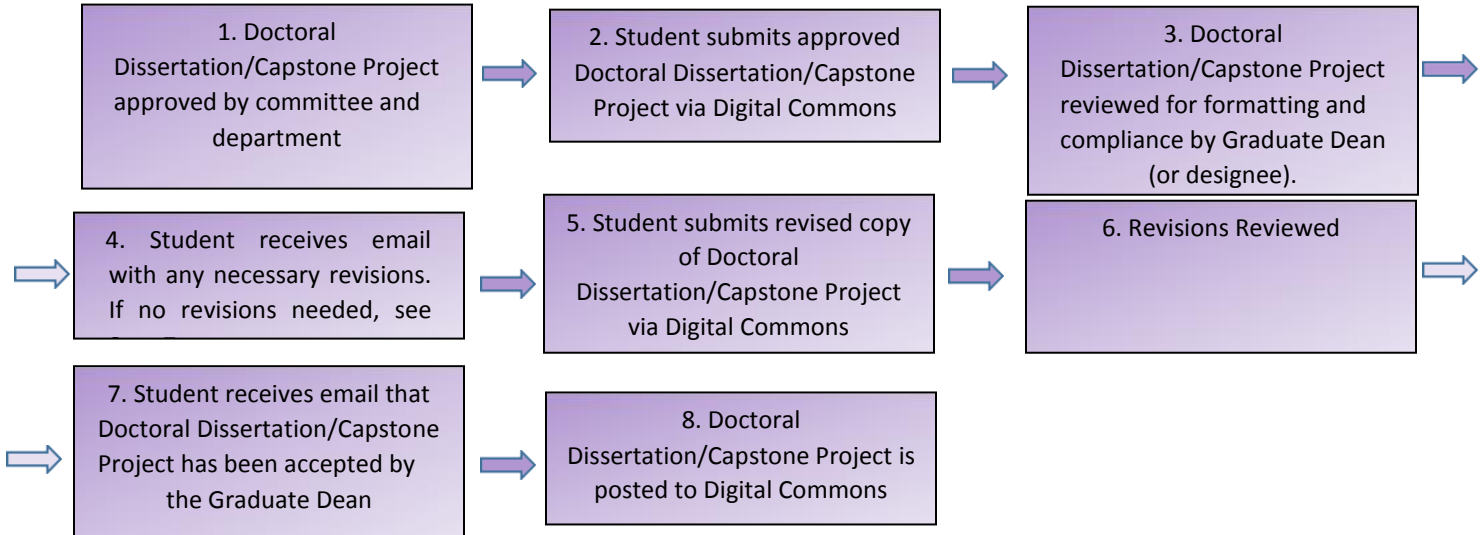 1. Doctoral
Dissertation/Capstone Project
approved by committee and
department
2. Student submits approved
Doctoral Dissertation/Capstone
Project via Digital Commons
3. Doctoral
Dissertation/Capstone Project
reviewed for formatting and
compliance by Graduate Dean
(or designee).
4. Student receives email
with any necessary revisions.
If no revisions needed, see
5. Student submits revised copy
of Doctoral
Dissertation/Capstone Project
via Digital Commons
6. Revisions Reviewed
7. Student receives email that
Doctoral Dissertation/Capstone
Project has been accepted by
the Graduate Dean
8. Doctoral
Dissertation/Capstone Project is
posted to Digital Commons